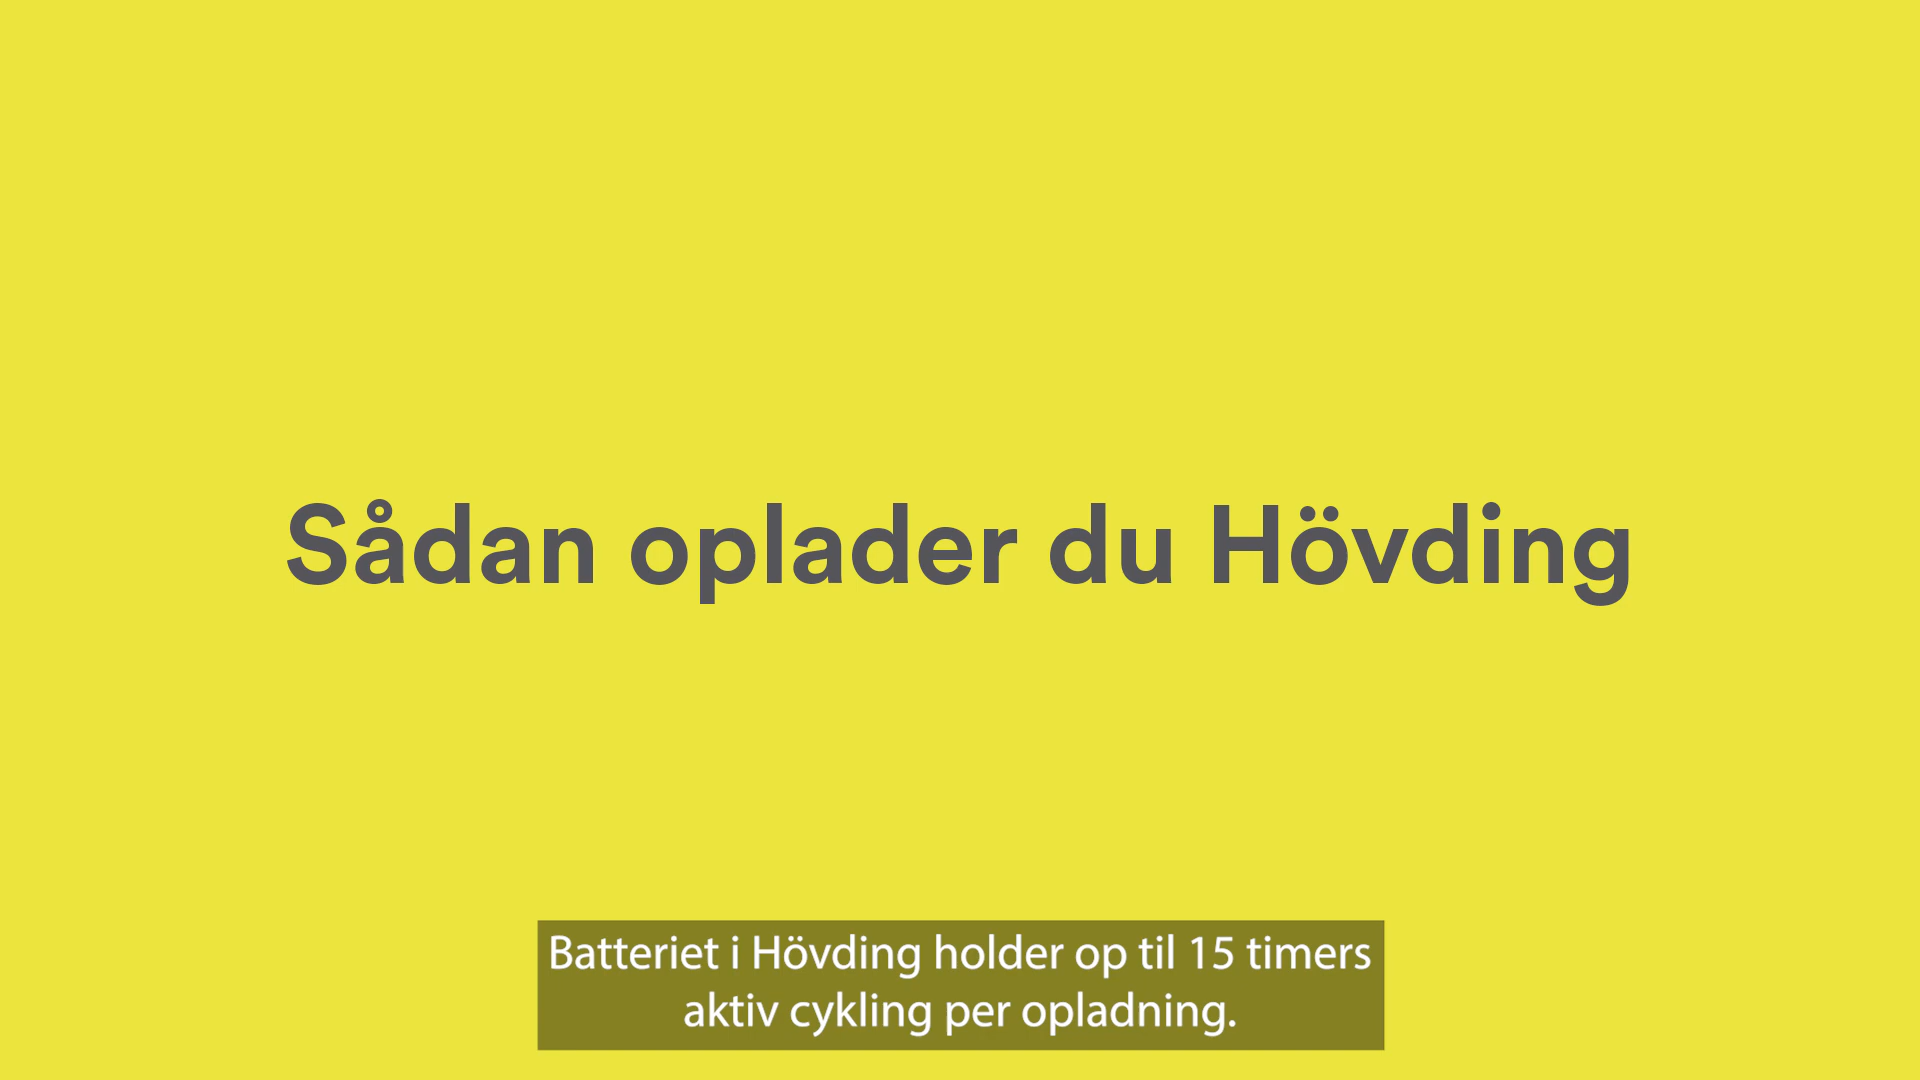 Sådan oplader du Hövding
Batteriet i Hövding holder op til 15 timers
aktiv cykling per opladning.